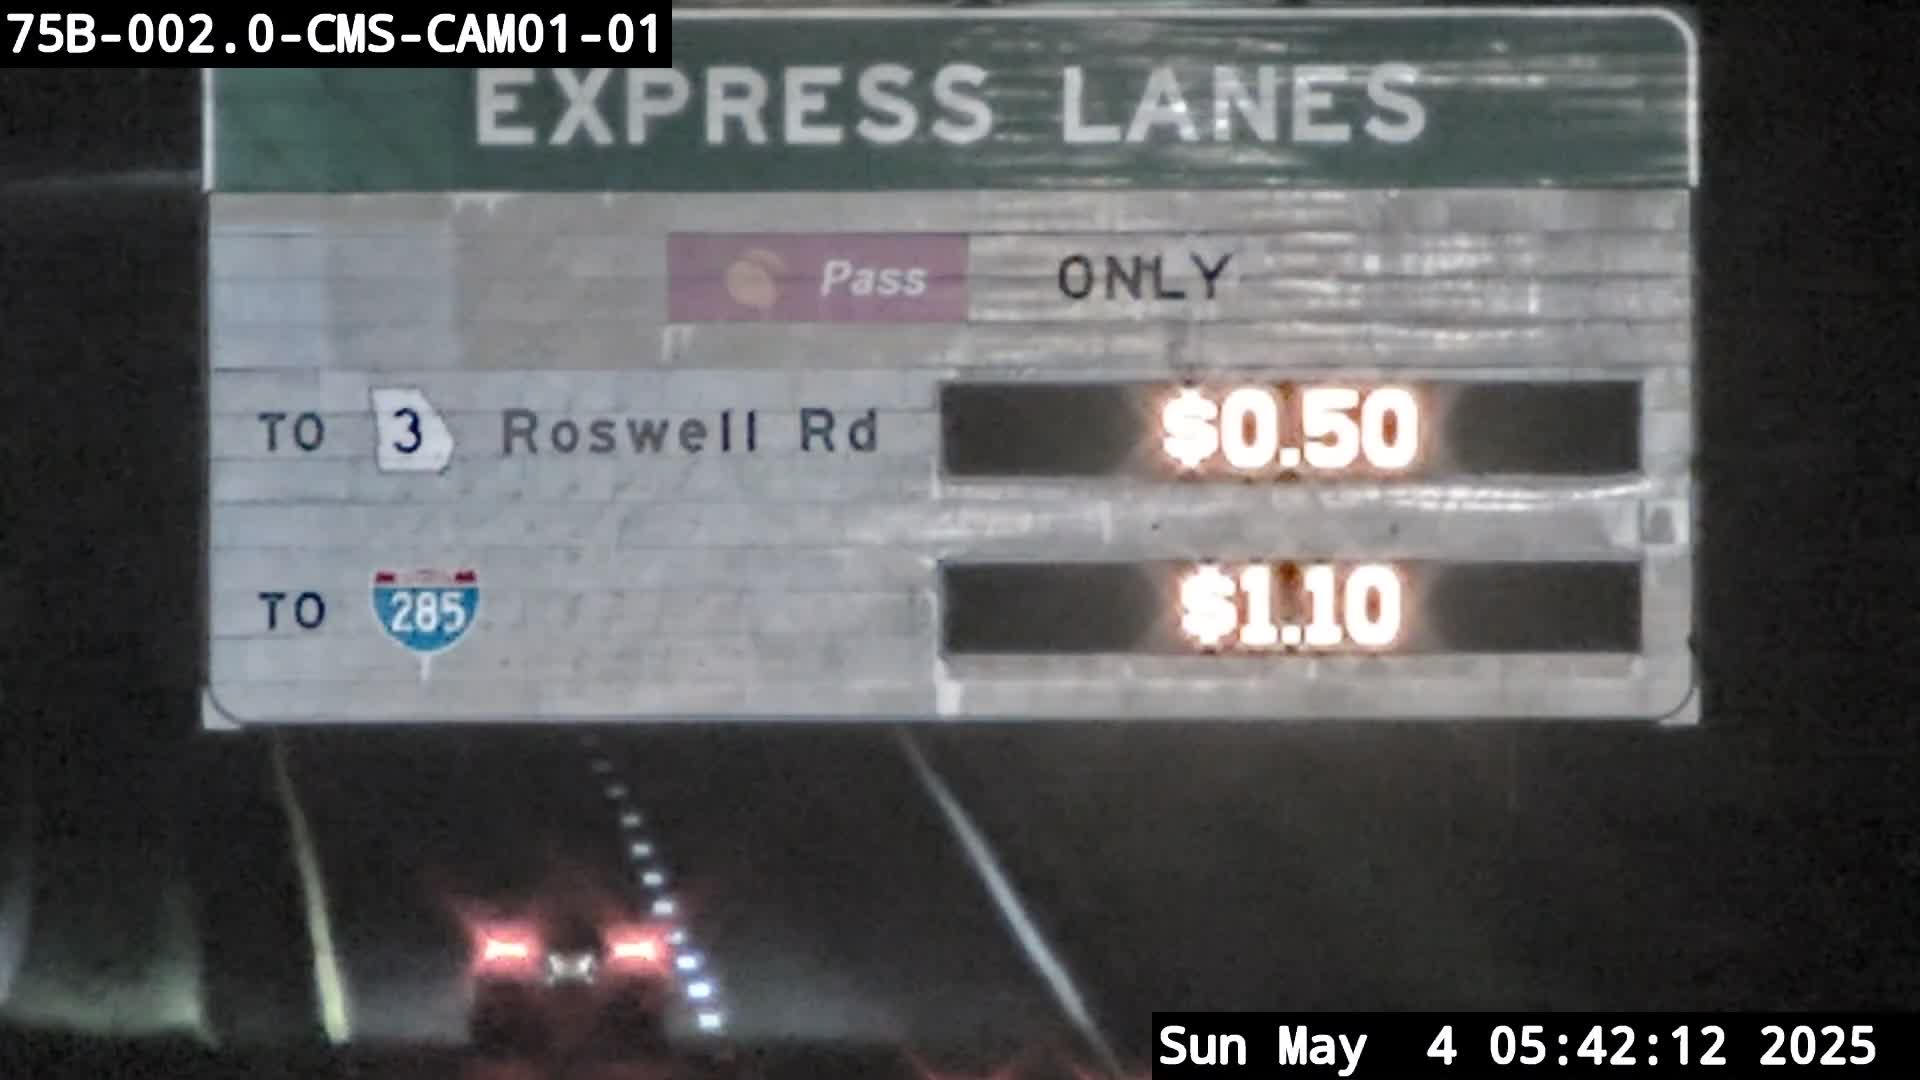 75B-002.0-CMS-CAM01-01
EXPRESS LANES
Pass ONLY
TO 3 Roswell Rd $0.50
TO 285 $1.10
Sun May 4 05:42:12 2025